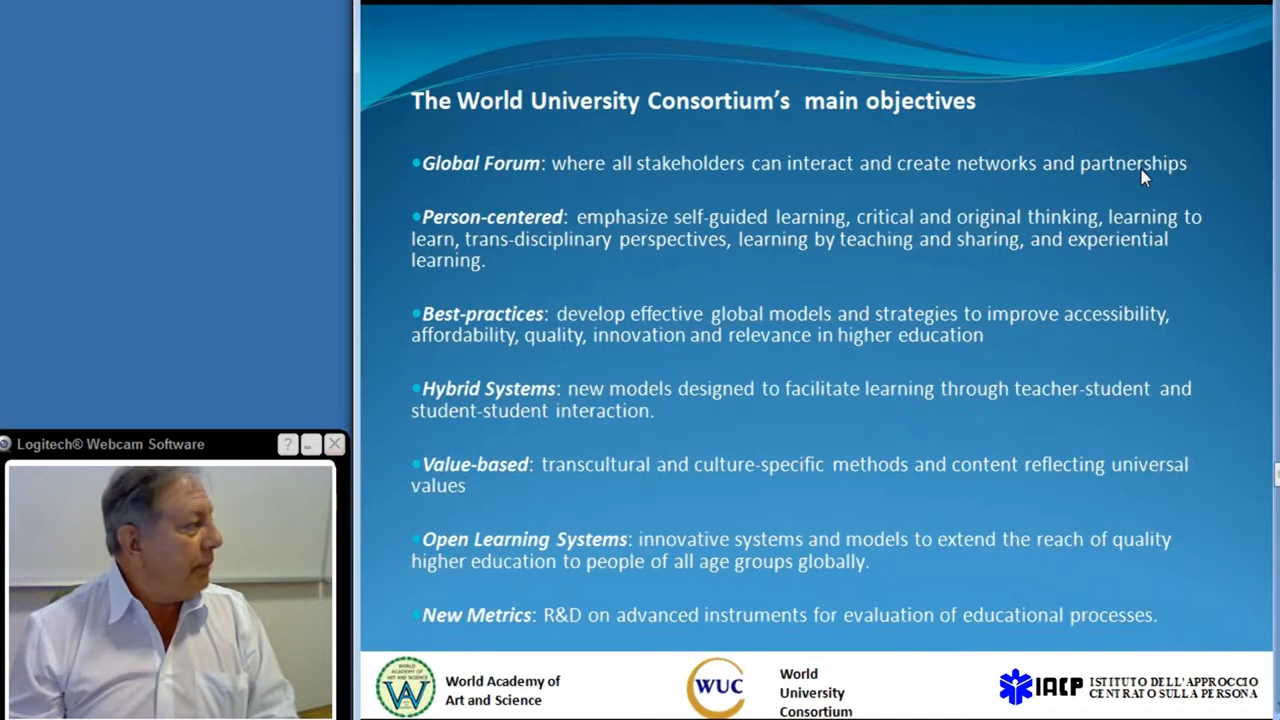 The World University Consortium's main objectives
•Global Forum: where all stakeholders can interact and create networks and partnerships
•Person-centered: emphasize self-guided learning, critical and original thinking, learning to
learn, trans-disciplinary perspectives, learning by teaching and sharing, and experiential
learning.
•Best-practices: develop effective global models and strategies to improve accessibility,
affordability, quality, innovation and relevance in higher education
•Hybrid Systems: new models designed to facilitate learning through teacher-student and
student-student interaction.
Logitech® Webcam Software
?
•Value-based: transcultural and culture-specific methods and content reflecting universal
values
•Open Learning Systems: innovative systems and models to extend the reach of quality
higher education to people of all age groups globally.
•New Metrics: R&D on advanced instruments for evaluation of educational processes.
WORLD
ACADEMY OF
ART AND SCIENCE
World Academy of
Art and Science
WUC
World
University
Consortium
IACP
ISTITUTO DELL'APPROCCIO
CENTRATO SULLA PERSONA